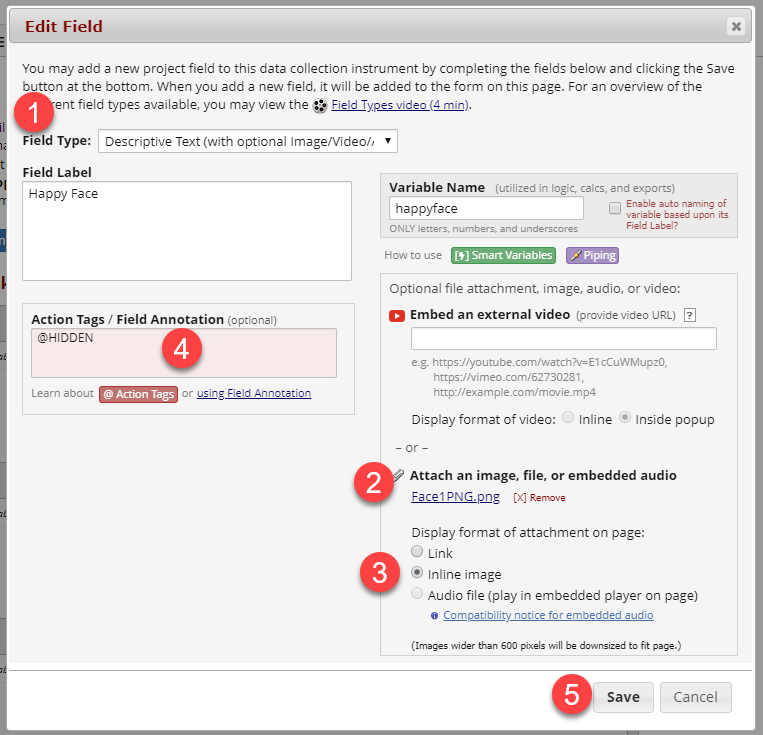 Edit Field
You may add a new project field to this data collection instrument by completing the fields below and clicking the Save
button at the bottom. When you add a new field, it will be added to the form on this page. For an overview of the
rent field types available, you may view the Field Types video (4 min).
1
Field Type: Descriptive Text (with optional Image/Video/A
Field Label
Happy Face
Variable Name (utilized in logic, calcs, and exports)
happyface
ONLY letters, numbers, and underscores
Enable auto naming of
variable based upon its
Field Label?
How to use Smart Variables Piping
Action Tags / Field Annotation (optional)
@HIDDEN
4
Learn about @ Action Tags or using Field Annotation
Optional file attachment, image, audio, or video:
Embed an external video (provide video URL) ?
e.g. https://youtube.com/watch?v=E1cCuWMupz0,
https://vimeo.com/62730281,
http://example.com/movie.mp4
Display format of video: Inline Inside popup
– or –
2 Attach an image, file, or embedded audio
Face1PNG.png [X] Remove
Display format of attachment on page:
Link
3 Inline image
Audio file (play in embedded player on page)
Compatibility notice for embedded audio
(Images wider than 600 pixels will be downsized to fit page.)
5 Save Cancel